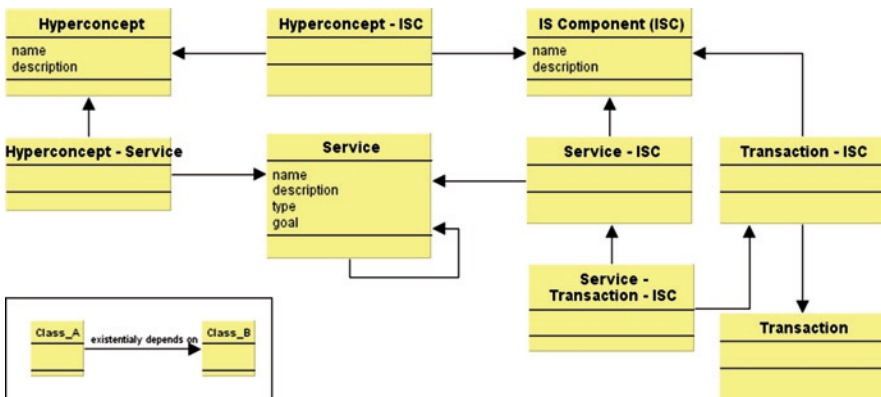 Hyperconcept
name
description
Hyperconcept - ISC
IS Component (ISC)
name
description
Hyperconcept - Service
Service
name
description
type
goal
Service - ISC
Transaction - ISC
Service -
Transaction - ISC
Transaction
Class_A
existentialy depends on
Class_B